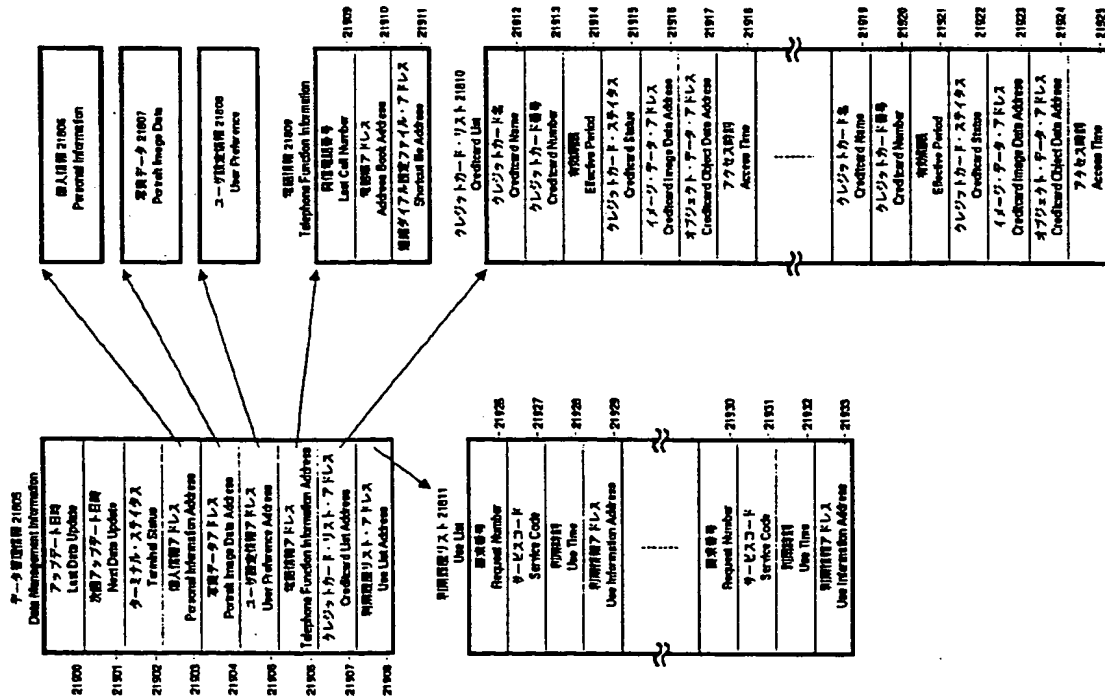 データ管理情報 21805
Data Management Information
21900
アップデート日時
Last Data Update
21901
次回アップデート日時
Next Data Update
21902
ターミナル・ステイタス
Terminal Status
21903
個人情報アドレス
Personal Information Address
21904
写真データアドレス
Portrait Image Data Address
21905
ユーザ設定情報アドレス
User Preference Address
21906
電話情報アドレス
Telephone Function Information Address
21907
クレジットカード・リスト・アドレス
Creditcard List Address
21908
利用履歴リスト・アドレス
Use List Address
個人情報 21806
Personal Information
写真データ 21807
Portrait Image Data
ユーザ設定情報 21808
User Preference
電話情報 21809
Telephone Function Information
Last Call Number
21909
電話帳アドレス
Address Book Address
21910
短縮ダイアル設定ファイル・アドレス
Shortcut file Address
21911
クレジットカード・リスト 21810
Creditcard List
クレジットカード名
Creditcard Name
21912
クレジットカード番号
Creditcard Number
21913
有効期限
Effective Period
21914
クレジットカード・ステイタス
Creditcard Status
21915
イメージ・データ・アドレス
Creditcard Image Data Address
21916
オブジェクト・データ・アドレス
Creditcard Object Data Address
21917
アクセス時刻
Access Time
21918
クレジットカード名
Creditcard Name
21919
クレジットカード番号
Creditcard Number
21920
有効期限
Effective Period
21921
クレジットカード・ステイタス
Creditcard Status
21922
イメージ・データ・アドレス
Creditcard Image Data Address
21923
オブジェクト・データ・アドレス
Creditcard Object Data Address
21924
アクセス時刻
Access Time
21925
利用履歴リスト 21811
Use List
Request Number
21926
サービスコード
Service Code
21927
利用時刻
Use Time
21928
利用情報アドレス
Use Information Address
21929
Request Number
21930
サービスコード
Service Code
21931
利用時刻
Use Time
21932
利用情報アドレス
Use Information Address
21933